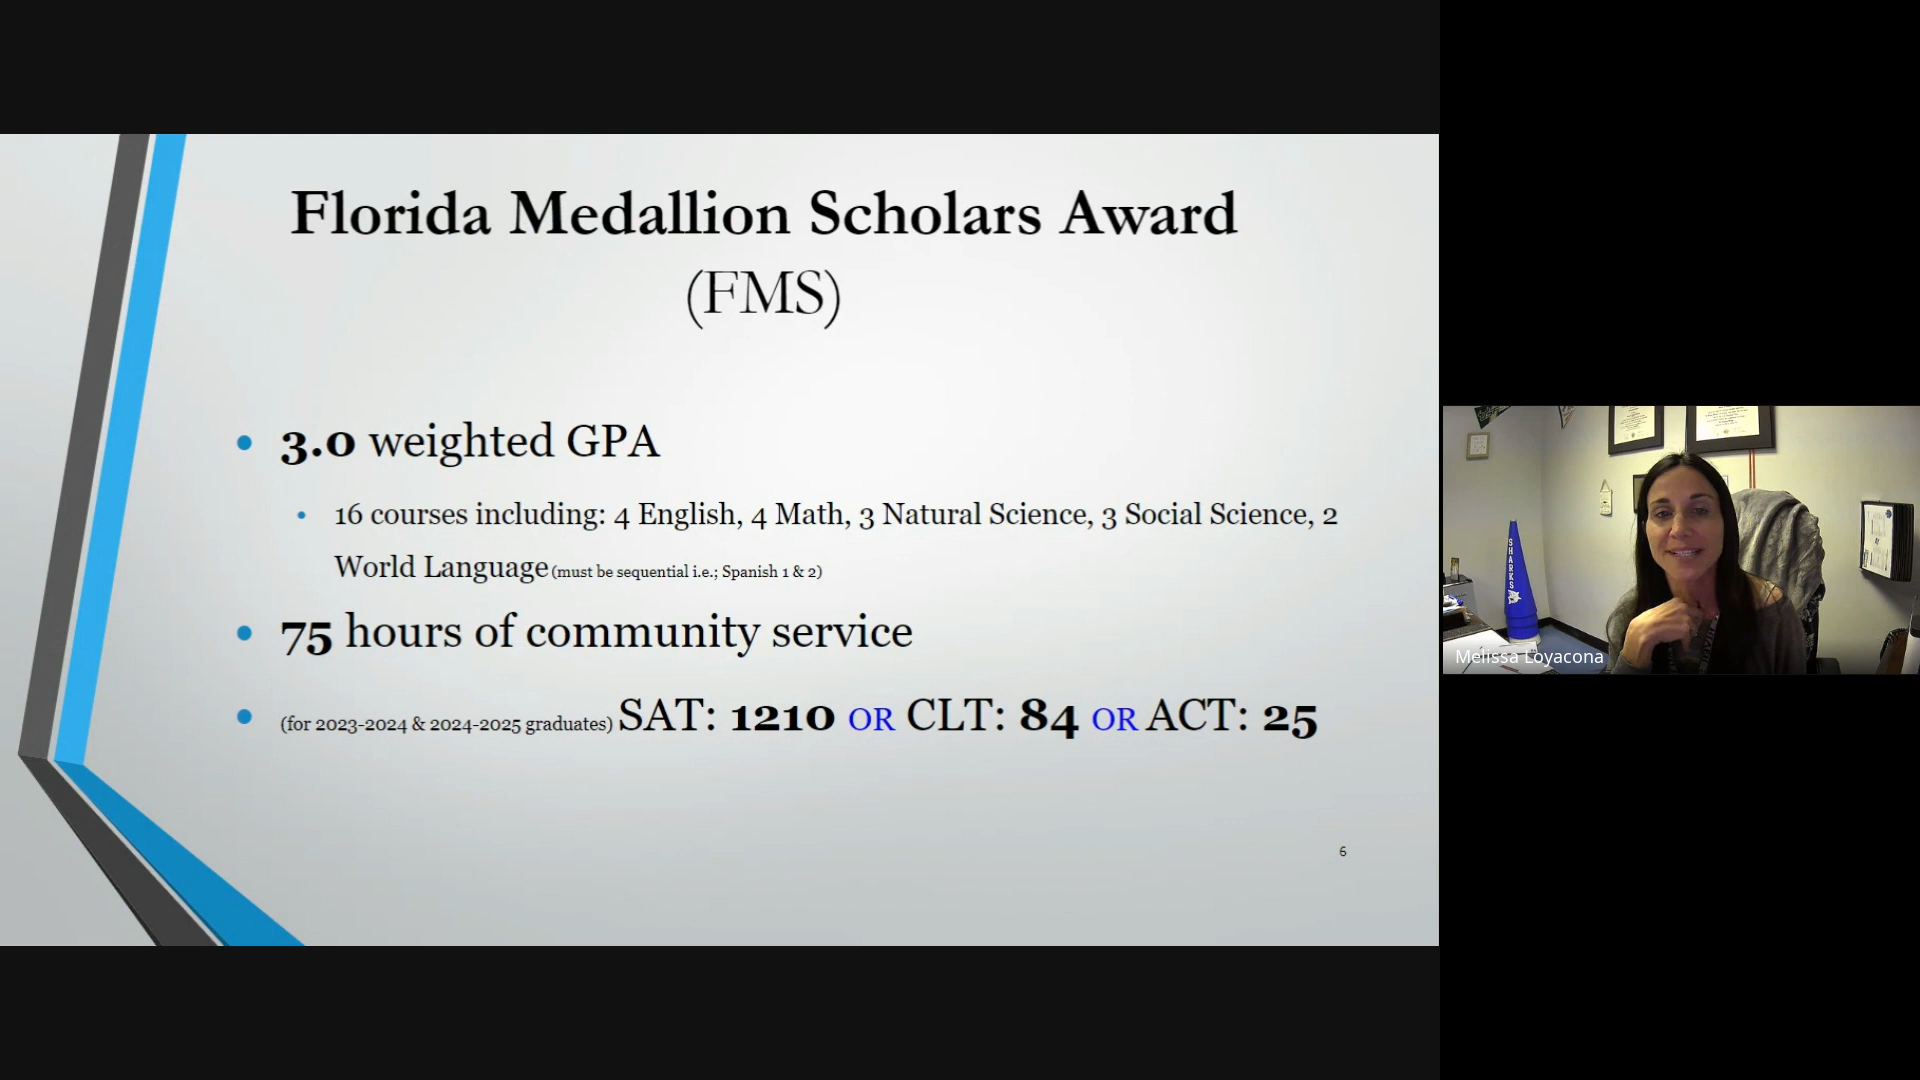 Florida Medallion Scholars Award
(FMS)
• 3.0 weighted GPA
• 16 courses including: 4 English, 4 Math, 3 Natural Science, 3 Social Science, 2
World Language (must be sequential i.e.; Spanish 1 & 2)
• 75 hours of community service
• (for 2023-2024 & 2024-2025 graduates) SAT: 1210 OR CLT: 84 OR ACT: 25
6
SHARKS
Melissa Loyacona